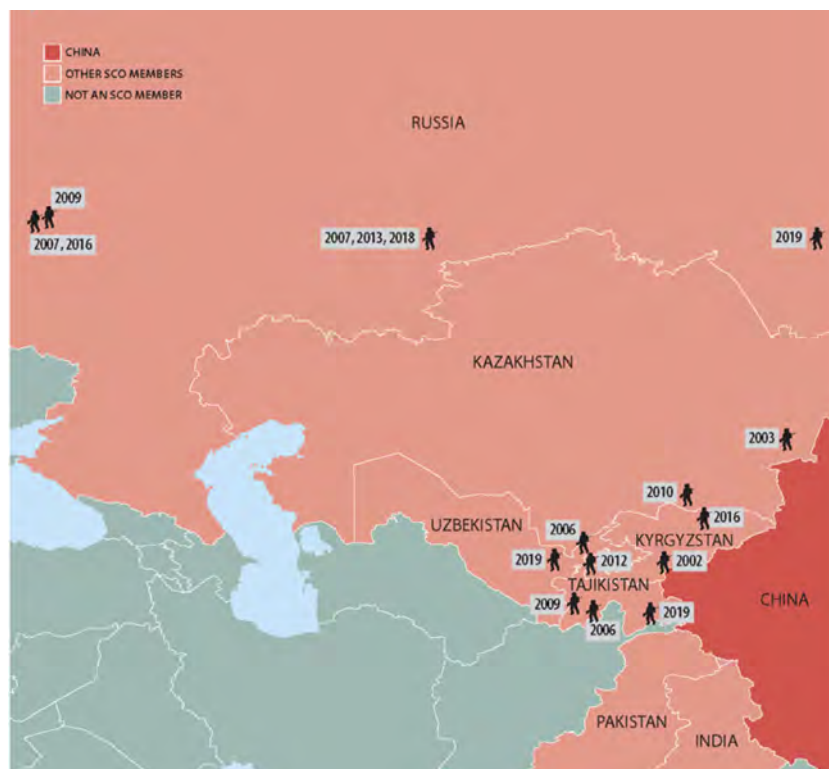 CHINA
OTHER SCO MEMBERS
NOT AN SCO MEMBER
RUSSIA
2009
2007, 2016
2007, 2013, 2018
2019
KAZAKHSTAN
2003
2010
2016
UZBEKISTAN
2006
KYRGYZSTAN
2019
2012
2002
TAJIKISTAN
CHINA
2009
2006
2019
PAKISTAN
INDIA